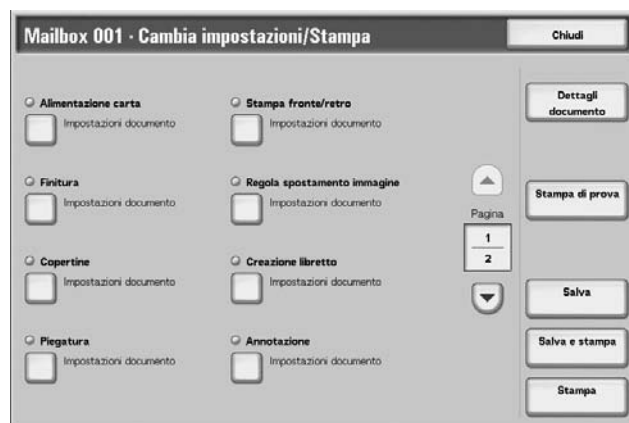 Mailbox 001 · Cambia impostazioni/Stampa
Chiudi
Alimentazione carta
Impostazioni documento
Stampa fronte/retro
Impostazioni documento
Dettagli
documento
Finitura
Impostazioni documento
Regola spostamento immagine
Impostazioni documento
Pagina
1
2
Stampa di prova
Copertine
Impostazioni documento
Creazione libretto
Impostazioni documento
Salva
Piegatura
Impostazioni documento
Annotazione
Impostazioni documento
Salva e stampa
Stampa